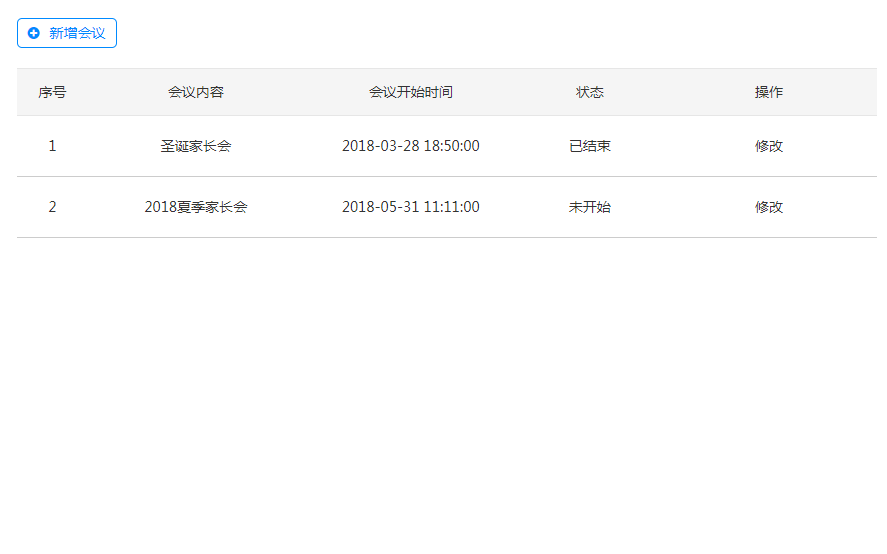 新增会议
序号 会议内容 会议开始时间 状态 操作
1 圣诞家长会 2018-03-28 18:50:00 已结束 修改
2 2018夏季家长会 2018-05-31 11:11:00 未开始 修改